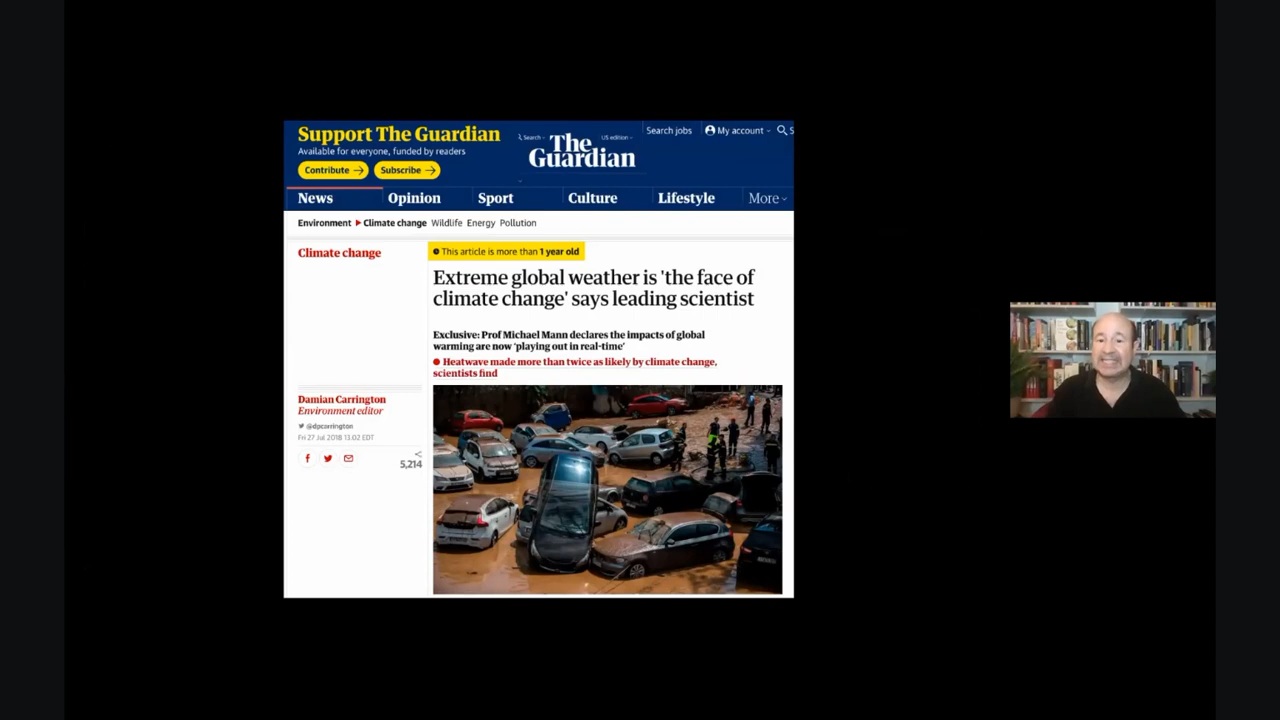 Support The Guardian
Available for everyone, funded by readers
Contribute →
Subscribe →
Search
US edition
The
Guardian
Search jobs
My account
S
News
Opinion
Sport
Culture
Lifestyle
More
Environment ▶ Climate change Wildlife Energy Pollution
Climate change
This article is more than 1 year old
Extreme global weather is 'the face of
climate change' says leading scientist
Exclusive: Prof Michael Mann declares the impacts of global
warming are now 'playing out in real-time'
Heatwave made more than twice as likely by climate change,
scientists find
Damian Carrington
Environment editor
@dpcarrington
Fri 27 Jul 2018 13.02 EDT
5,214